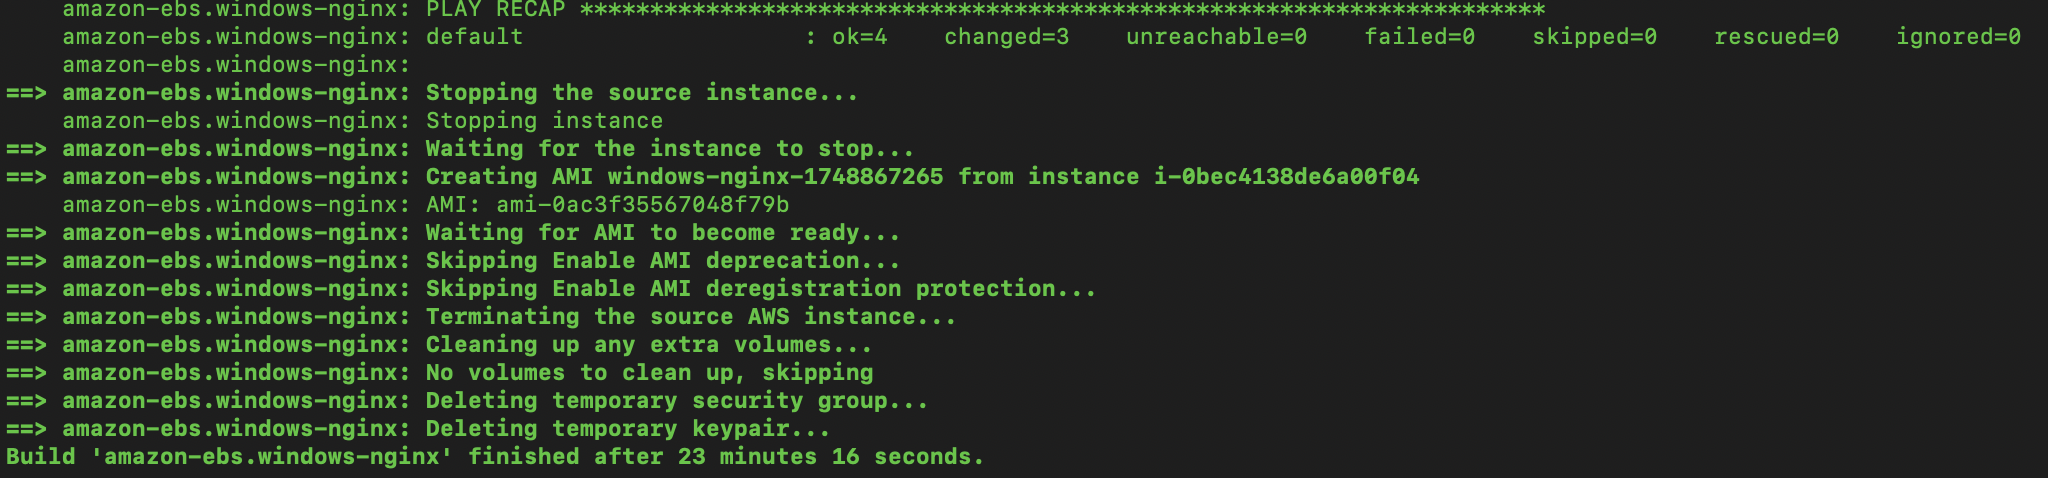 amazon-ebs.windows-nginx: PLAY RECAP *********************************************************************
amazon-ebs.windows-nginx: default                    : ok=4    changed=3    unreachable=0    failed=0    skipped=0    rescued=0    ignored=0
amazon-ebs.windows-nginx:
==> amazon-ebs.windows-nginx: Stopping the source instance...
amazon-ebs.windows-nginx: Stopping instance
==> amazon-ebs.windows-nginx: Waiting for the instance to stop...
==> amazon-ebs.windows-nginx: Creating AMI windows-nginx-1748867265 from instance i-0bec4138de6a00f04
amazon-ebs.windows-nginx: AMI: ami-0ac3f35567048f79b
==> amazon-ebs.windows-nginx: Waiting for AMI to become ready...
==> amazon-ebs.windows-nginx: Skipping Enable AMI deprecation...
==> amazon-ebs.windows-nginx: Skipping Enable AMI deregistration protection...
==> amazon-ebs.windows-nginx: Terminating the source AWS instance...
==> amazon-ebs.windows-nginx: Cleaning up any extra volumes...
==> amazon-ebs.windows-nginx: No volumes to clean up, skipping
==> amazon-ebs.windows-nginx: Deleting temporary security group...
==> amazon-ebs.windows-nginx: Deleting temporary keypair...
Build 'amazon-ebs.windows-nginx' finished after 23 minutes 16 seconds.